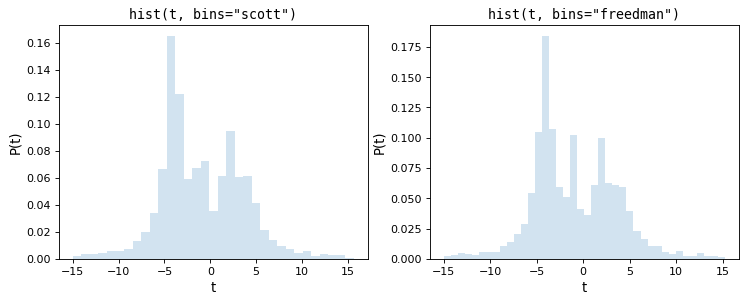 hist(t, bins="scott")
P(t)
0.16
0.14
0.12
0.10
0.08
0.06
0.04
0.02
0.00
−15 −10 −5 0 5 10 15
t
hist(t, bins="freedman")
P(t)
0.175
0.150
0.125
0.100
0.075
0.050
0.025
0.000
−15 −10 −5 0 5 10 15
t